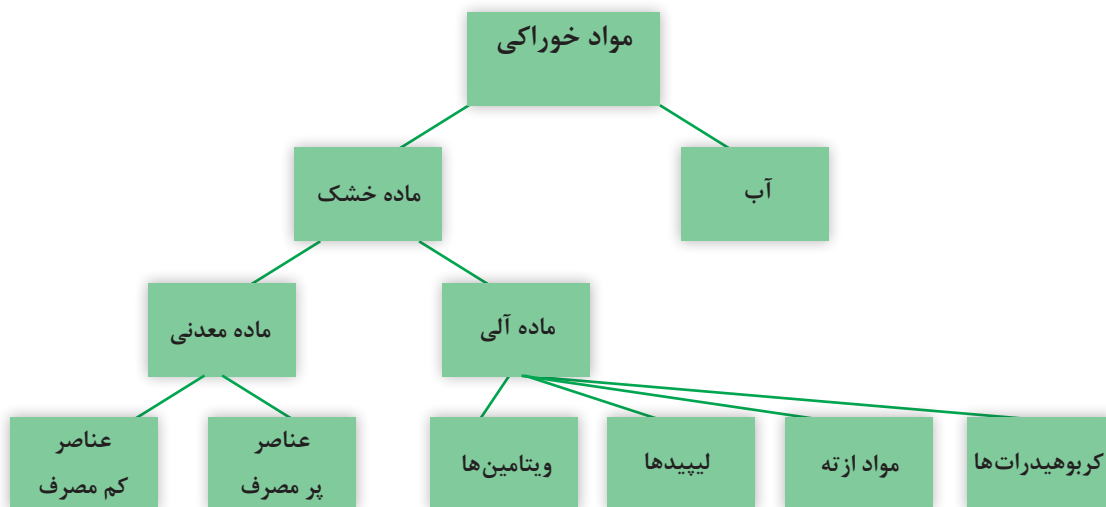 مواد خوراکی
آب
ماده خشک
ماده آلی
ماده معدنی
کربوهیدرات‌ها
مواد ازته
لیپیدها
ویتامین‌ها
عناصر
پر مصرف
عناصر
کم مصرف